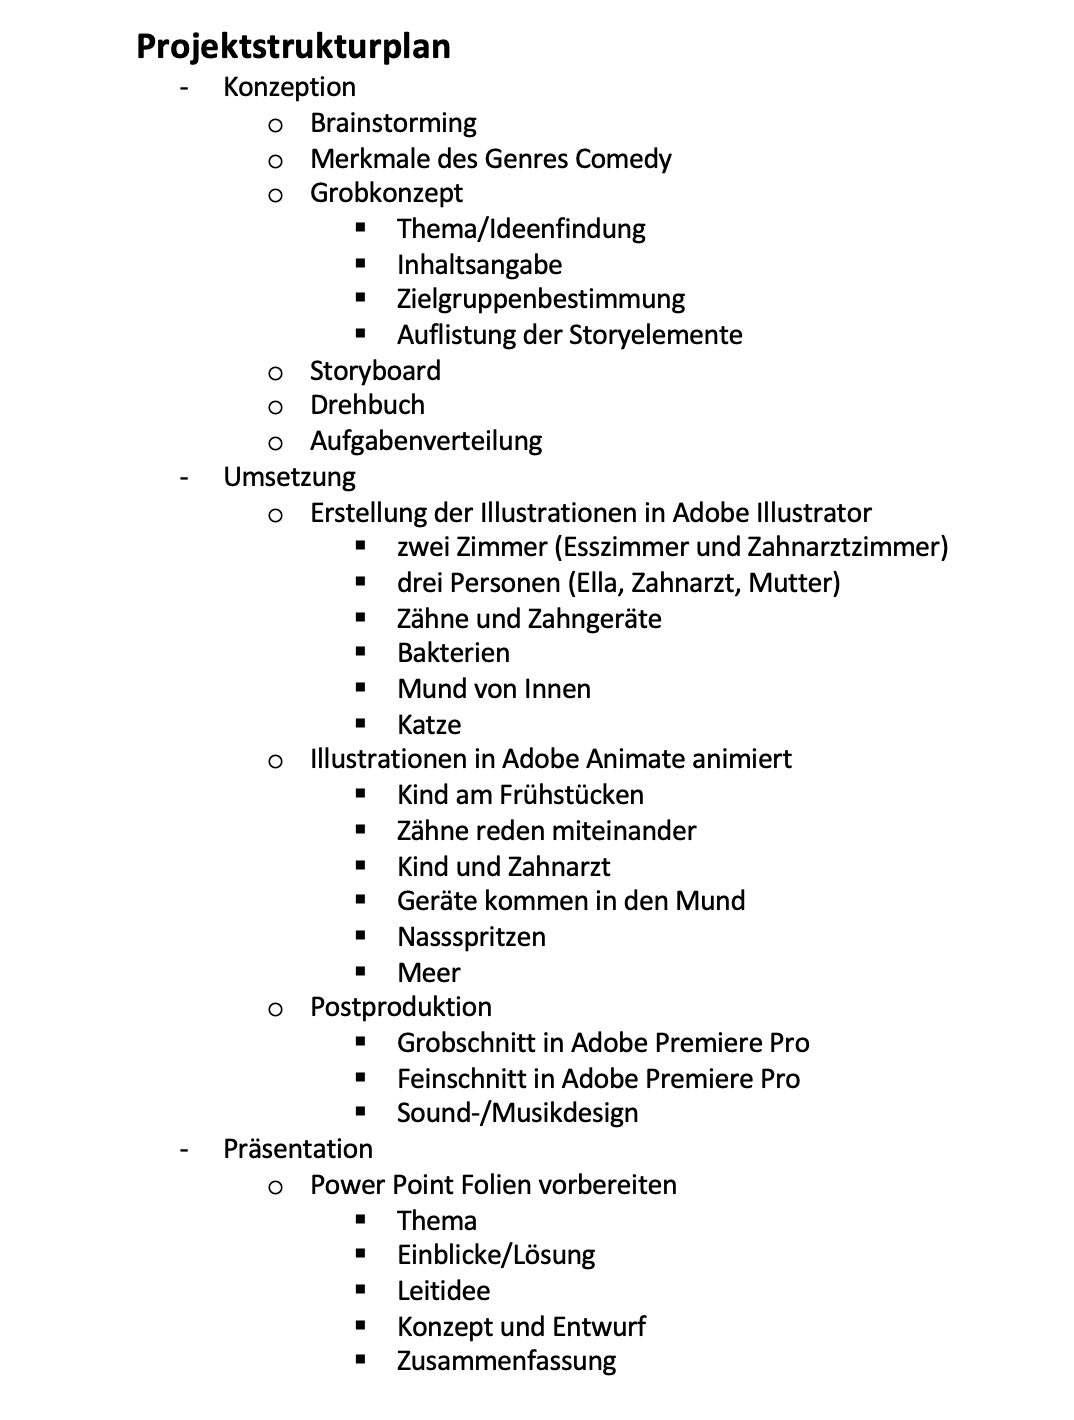 Projektstrukturplan
- Konzeption
o Brainstorming
o Merkmale des Genres Comedy
o Grobkonzept
▪ Thema/Ideenfindung
▪ Inhaltsangabe
▪ Zielgruppenbestimmung
▪ Auflistung der Storyelemente
o Storyboard
o Drehbuch
o Aufgabenverteilung
- Umsetzung
o Erstellung der Illustrationen in Adobe Illustrator
▪ zwei Zimmer (Esszimmer und Zahnarztzimmer)
▪ drei Personen (Ella, Zahnarzt, Mutter)
▪ Zähne und Zahngeräte
▪ Bakterien
▪ Mund von Innen
▪ Katze
o Illustrationen in Adobe Animate animiert
▪ Kind am Frühstücken
▪ Zähne reden miteinander
▪ Kind und Zahnarzt
▪ Geräte kommen in den Mund
▪ Nassspritzen
▪ Meer
o Postproduktion
▪ Grobschnitt in Adobe Premiere Pro
▪ Feinschnitt in Adobe Premiere Pro
▪ Sound-/Musikdesign
- Präsentation
o Power Point Folien vorbereiten
▪ Thema
▪ Einblicke/Lösung
▪ Leitidee
▪ Konzept und Entwurf
▪ Zusammenfassung